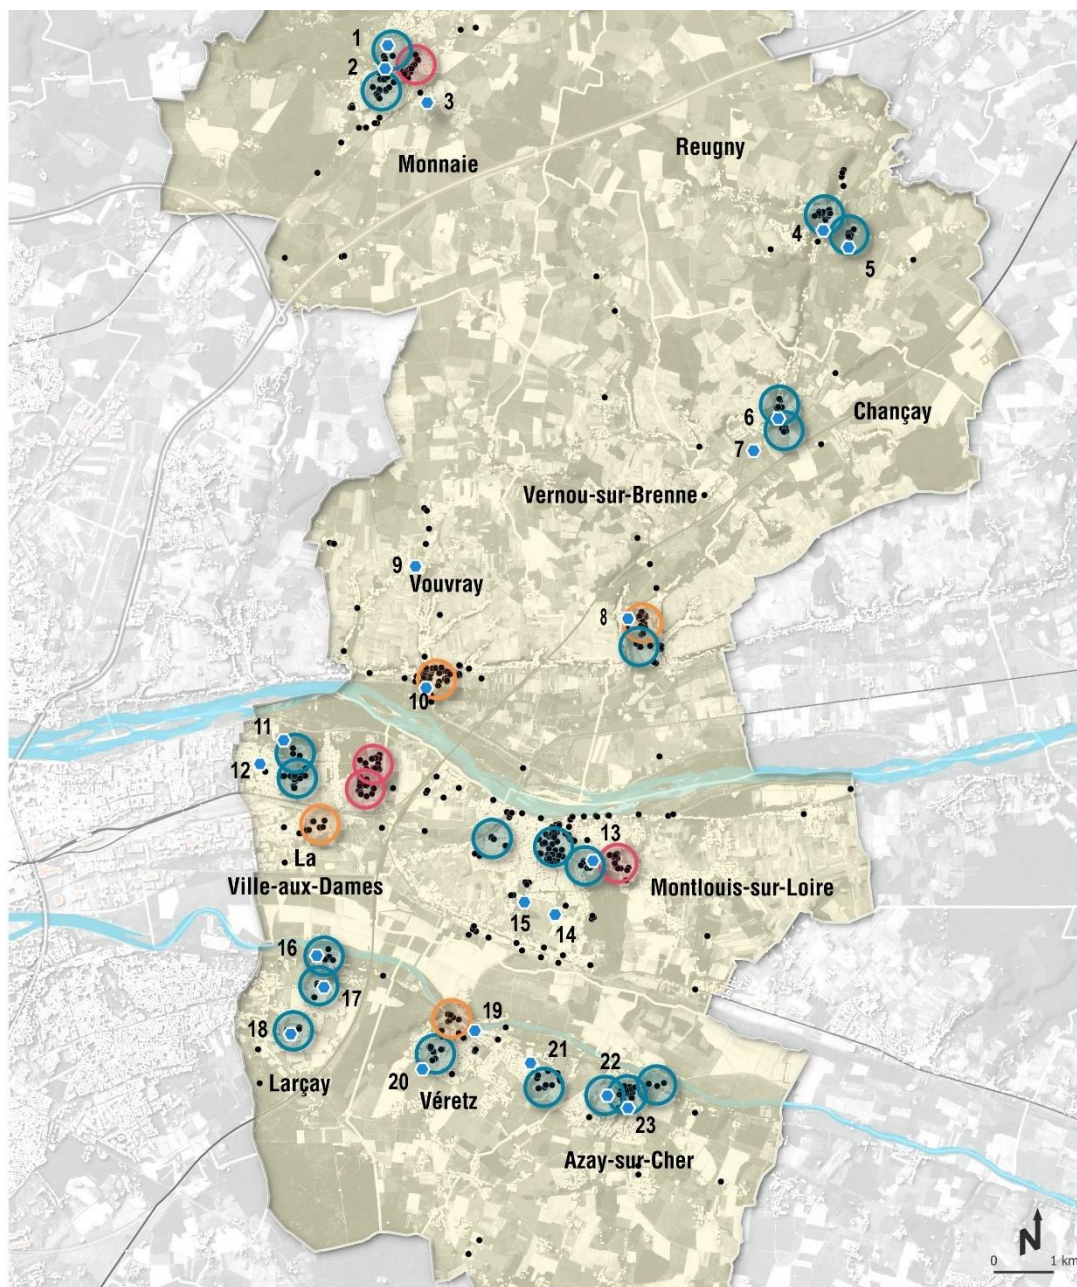 1
2
3
Monnaie
Reugny
4
5
6
Chançay
7
Vernou-sur-Brenne
9
Vouvray
8
10
11
12
13
La
Ville-aux-Dames
Montlouis-sur-Loire
15
14
16
17
18
19
21
22
Larçay
20
Véretz
23
Azay-sur-Cher
N
0 1 km